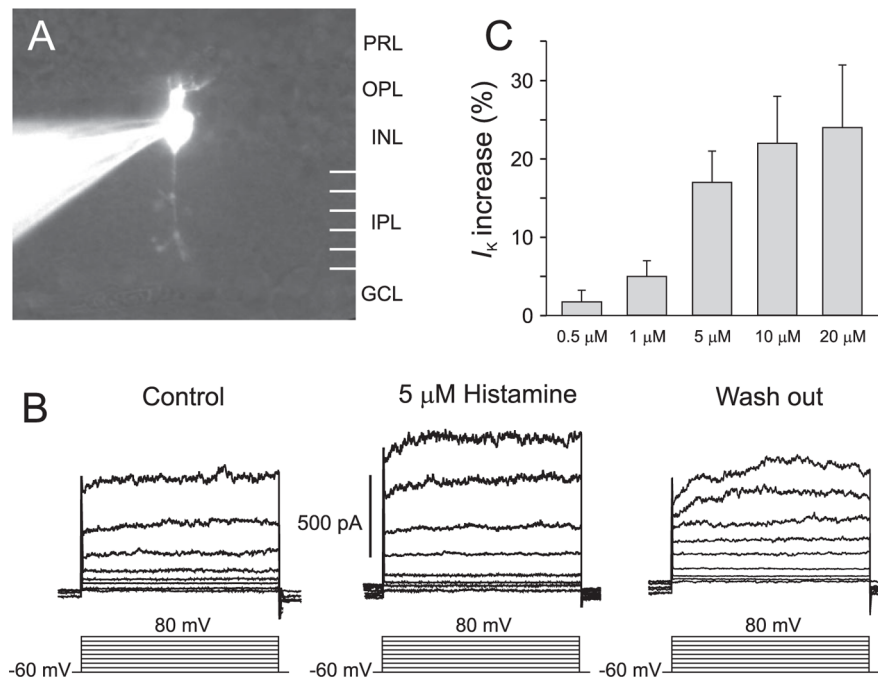 A
PRL
OPL
INL
IPL
GCL
C
I_K increase (%)
30
20
10
0
0.5 μM
1 μM
5 μM
10 μM
20 μM
B
Control
5 μM Histamine
Wash out
500 pA
80 mV
-60 mV
80 mV
-60 mV
80 mV
-60 mV